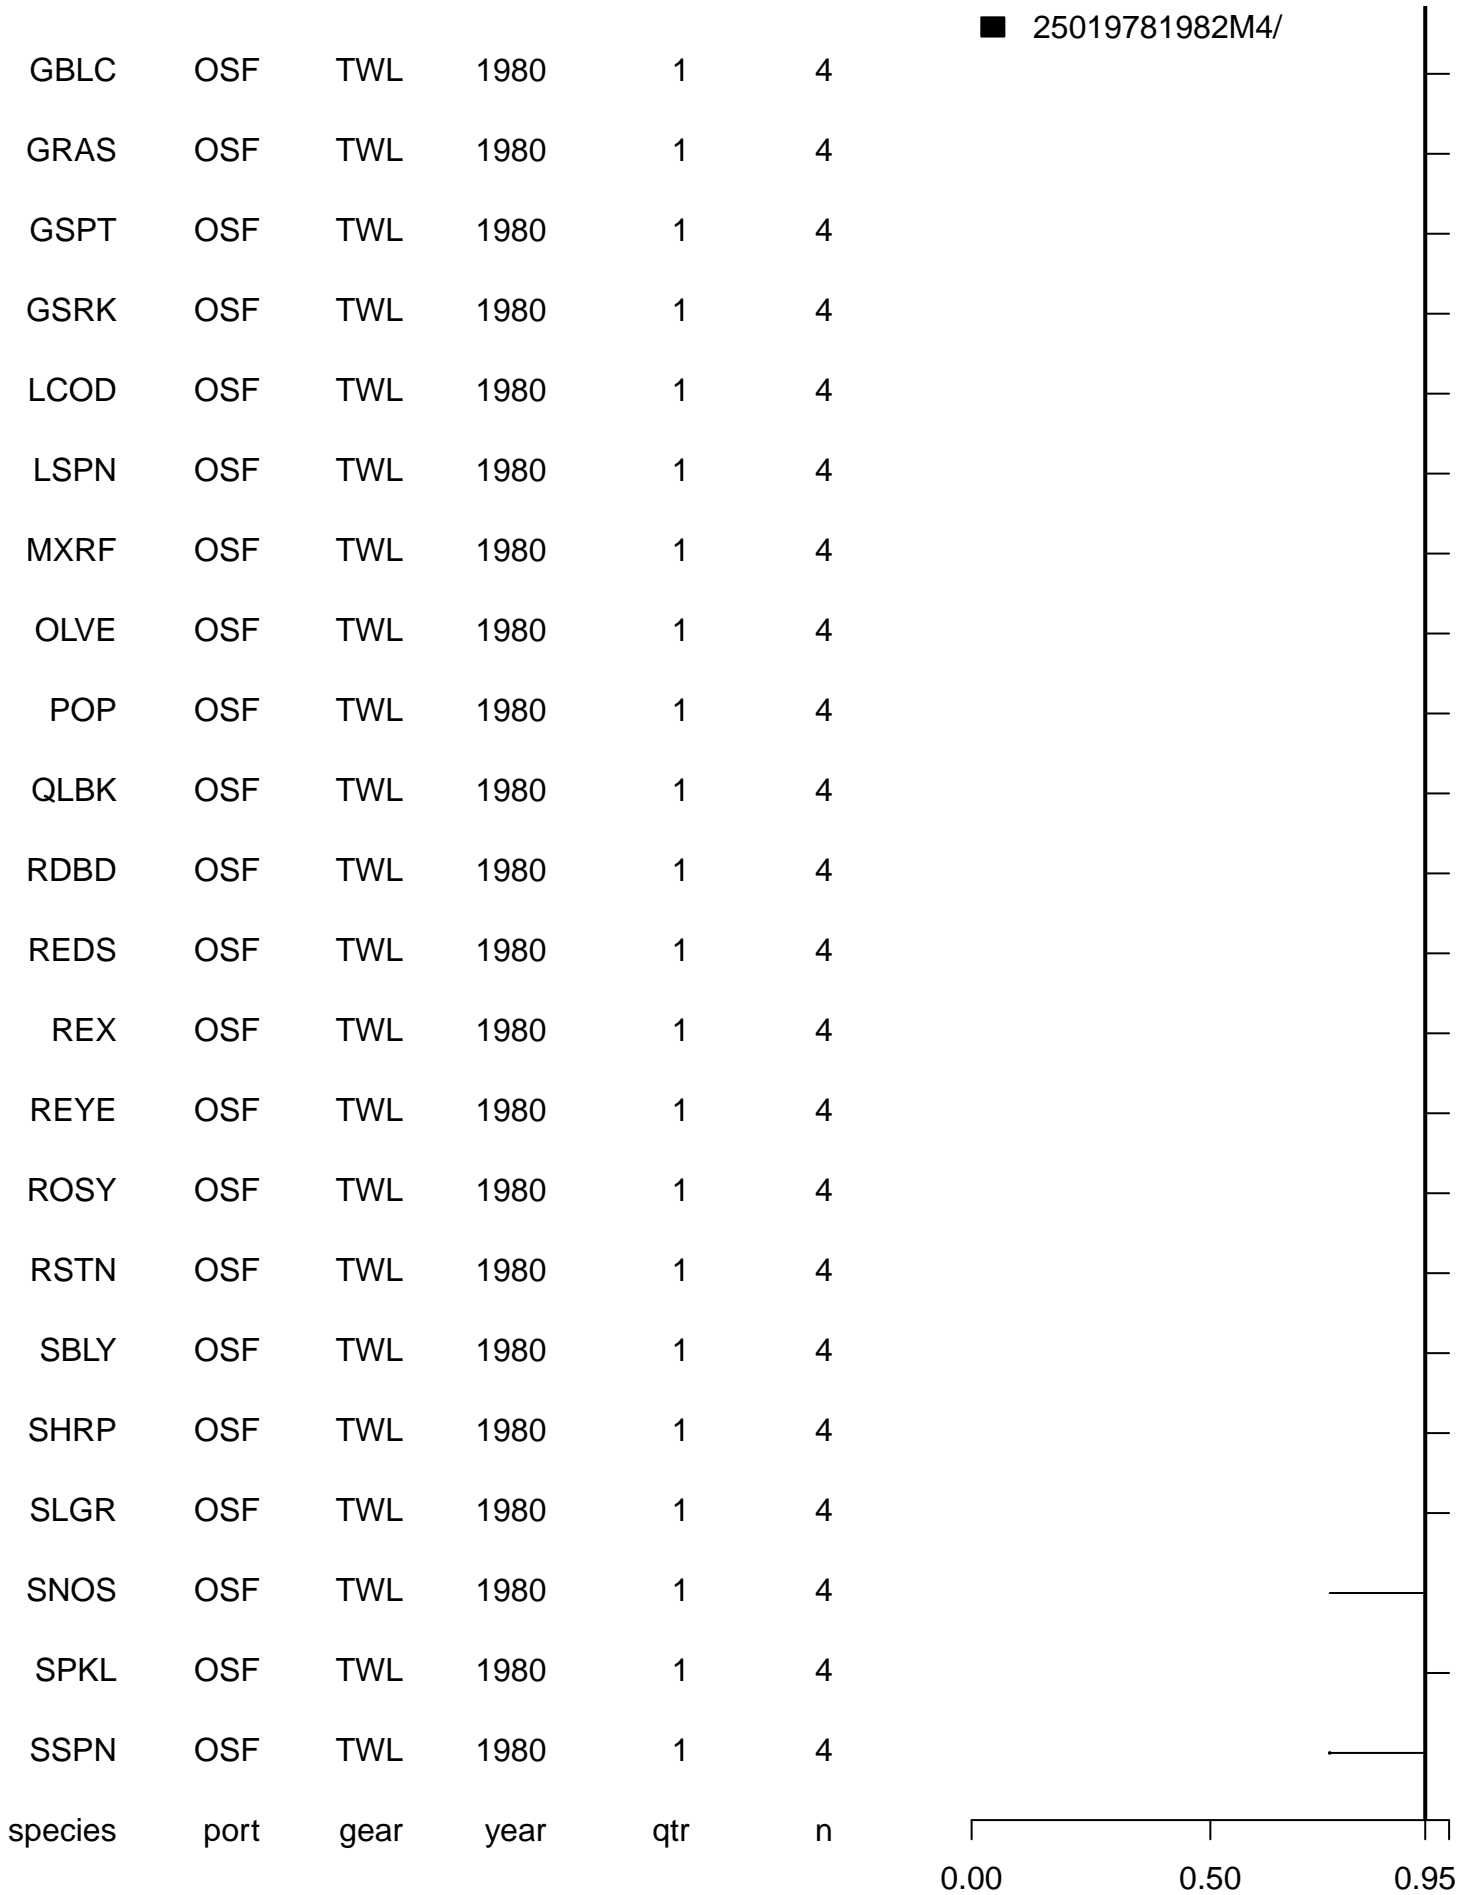 25019781982M4/
GBLC OSF TWL 1980 1 4
GRAS OSF TWL 1980 1 4
GSPT OSF TWL 1980 1 4
GSRK OSF TWL 1980 1 4
LCOD OSF TWL 1980 1 4
LSPN OSF TWL 1980 1 4
MXRF OSF TWL 1980 1 4
OLVE OSF TWL 1980 1 4
POP OSF TWL 1980 1 4
QLBK OSF TWL 1980 1 4
RDBD OSF TWL 1980 1 4
REDS OSF TWL 1980 1 4
REX OSF TWL 1980 1 4
REYE OSF TWL 1980 1 4
ROSY OSF TWL 1980 1 4
RSTN OSF TWL 1980 1 4
SBLY OSF TWL 1980 1 4
SHRP OSF TWL 1980 1 4
SLGR OSF TWL 1980 1 4
SNOS OSF TWL 1980 1 4
SPKL OSF TWL 1980 1 4
SSPN OSF TWL 1980 1 4
species port gear year qtr n
0.00 0.50 0.95